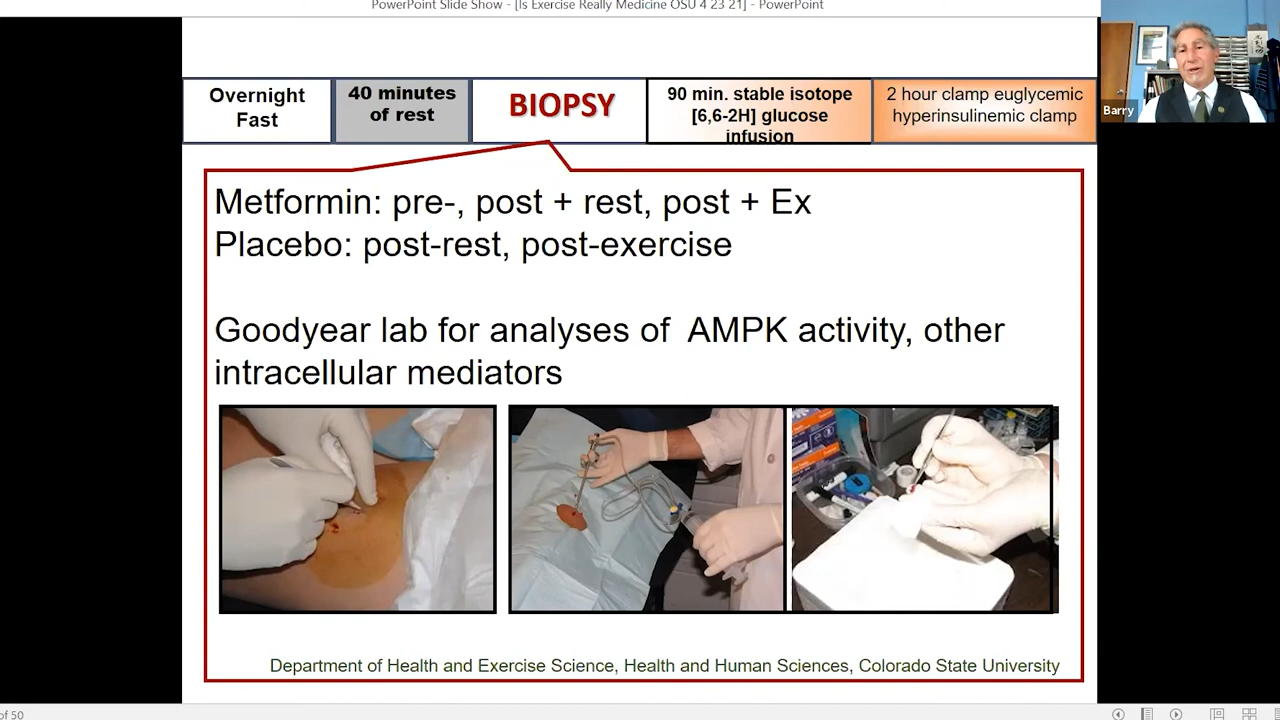 PowerPoint Slide Show - [Is Exercise Really Medicine OSU 4 23 21] - PowerPoint
Overnight
Fast
40 minutes
of rest
BIOPSY
90 min. stable isotope
[6,6-2H] glucose
infusion
2 hour clamp euglycemic
hyperinsulinemic clamp
Barry
Metformin: pre-, post + rest, post + Ex
Placebo: post-rest, post-exercise
Goodyear lab for analyses of AMPK activity, other
intracellular mediators
Department of Health and Exercise Science, Health and Human Sciences, Colorado State University
of 50